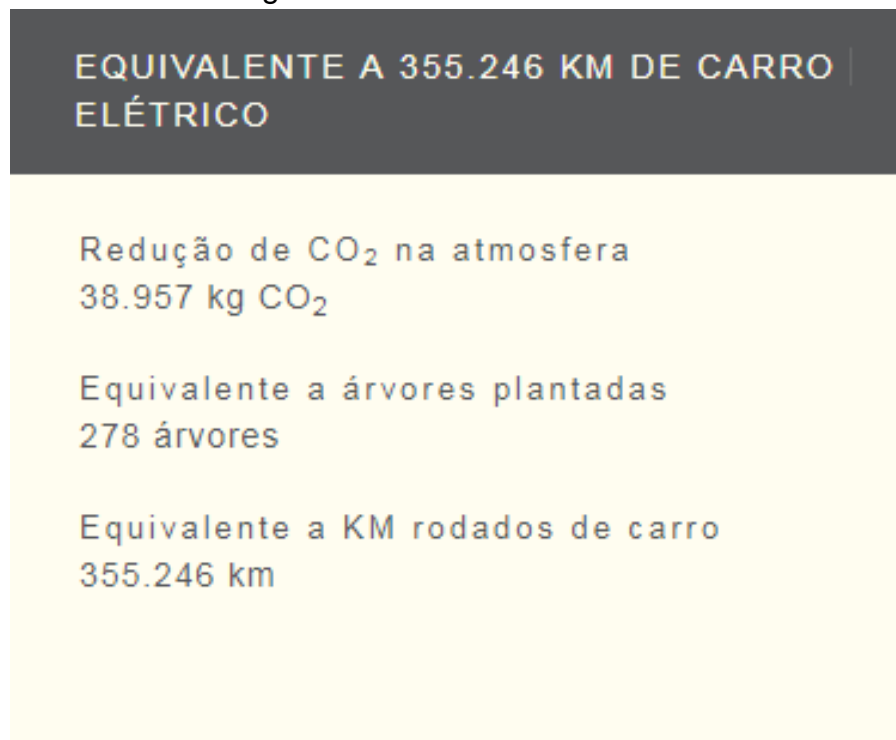 EQUIVALENTE A 355.246 KM DE CARRO
ELÉTRICO
Redução de CO₂ na atmosfera
38.957 kg CO₂
Equivalente a árvores plantadas
278 árvores
Equivalente a KM rodados de carro
355.246 km